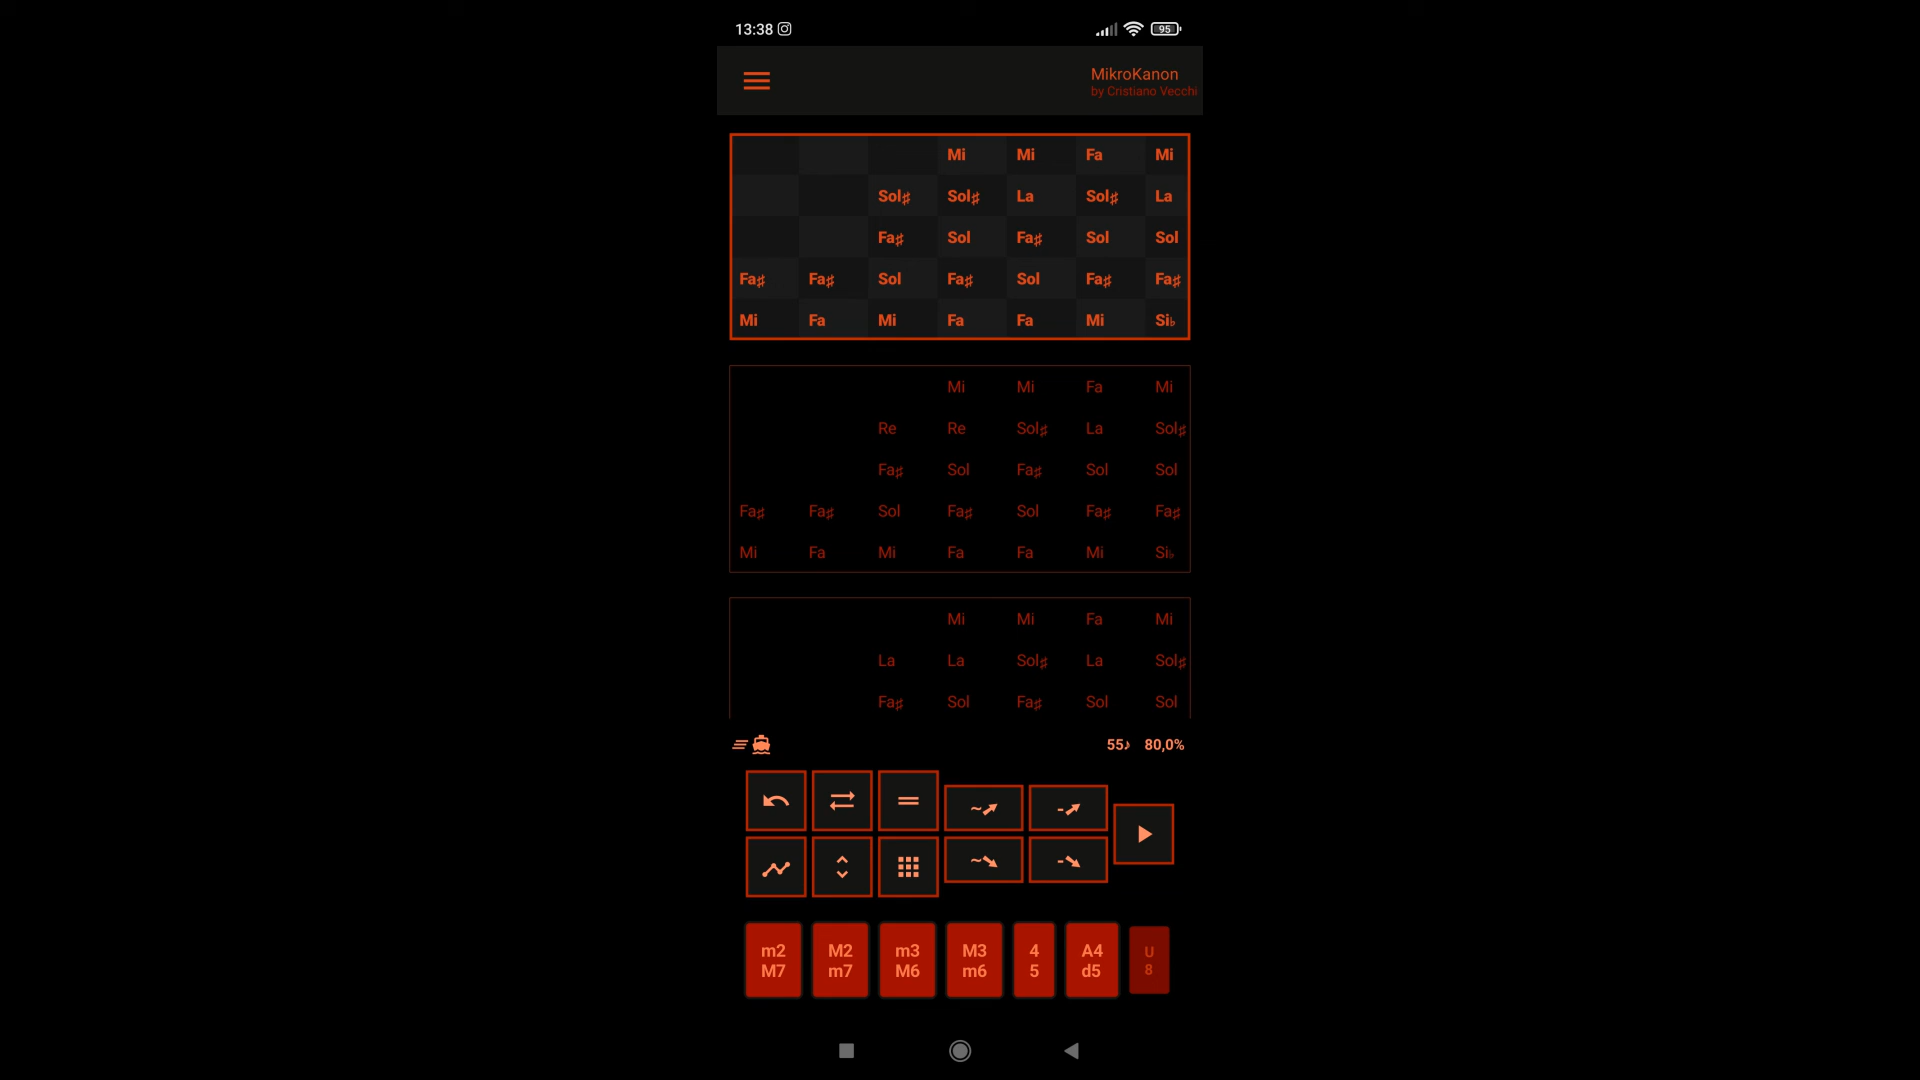 13:38 95
MikroKanon
by Cristiano Vecchi
Mi Mi Fa Mi
Sol♯ Sol♯ La Sol♯ La
Fa♯ Sol Fa♯ Sol Sol
Fa♯ Fa♯ Sol Fa♯ Sol Fa♯ Fa♯
Mi Fa Mi Fa Fa Mi Si♭
Mi Mi Fa Mi
Re Re Sol♯ La Sol♯
Fa♯ Sol Fa♯ Sol Sol
Fa♯ Fa♯ Sol Fa♯ Sol Fa♯ Fa♯
Mi Fa Mi Fa Fa Mi Si♭
Mi Mi Fa Mi
La La Sol♯ La Sol♯
Fa♯ Sol Fa♯ Sol Sol
55♪ 80,0%
m2 M2 m3 M3 4 A4 U
M7 m7 M6 m6 5 d5 8